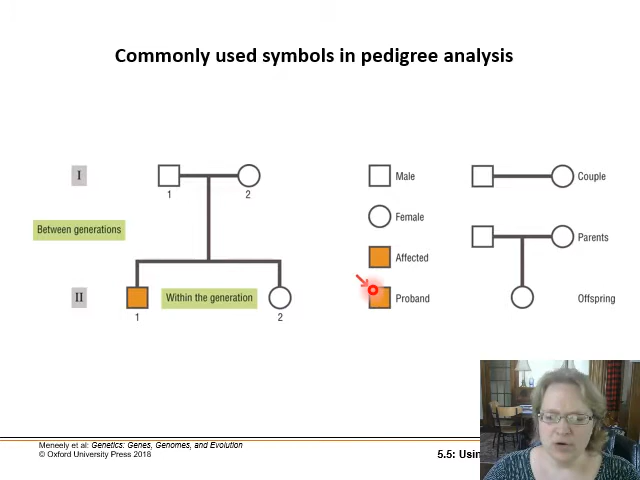 Commonly used symbols in pedigree analysis
I
1
2
Between generations
II
Within the generation
1
2
Male
Female
Affected
Proband
Couple
Parents
Offspring
Meneely et al: Genetics: Genes, Genomes, and Evolution
© Oxford University Press 2018
5.5: Using